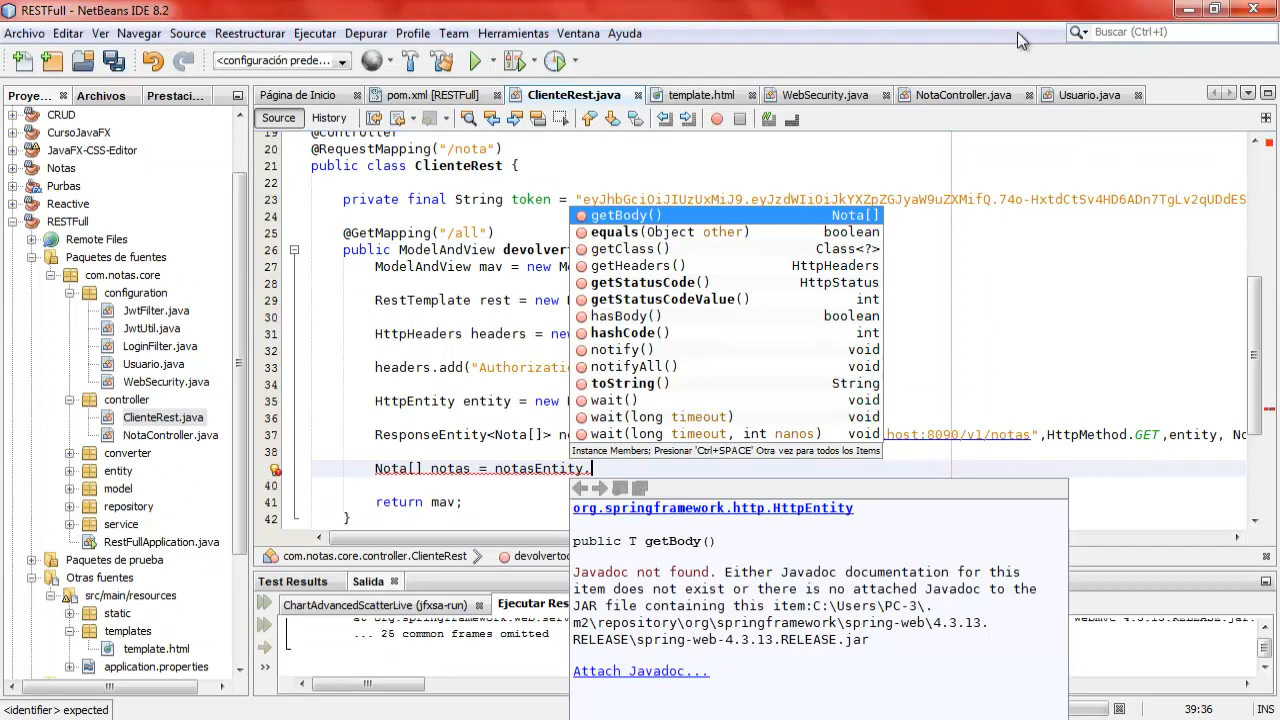 RESTFull - NetBeans IDE 8.2
Archivo Editar Ver Navegar Source Reestructurar Ejecutar Depurar Profile Team Herramientas Ventana Ayuda
Buscar (Ctrl+I)
<configuración prede...
Proye... Archivos Prestaci...
Página de Inicio pom.xml [RESTFull] ClienteRest.java template.html WebSecurity.java NotaController.java Usuario.java
Source History
CRUD
CursoJavaFX
JavaFX-CSS-Editor
Notas
Purbas
Reactive
RESTFull
Remote Files
Paquetes de fuentes
com.notas.core
configuration
JwtFilter.java
JwtUtil.java
LoginFilter.java
Usuario.java
WebSecurity.java
controller
ClienteRest.java
NotaController.java
converter
entity
model
repository
service
RestFullApplication.java
Paquetes de prueba
Otras fuentes
src/main/resources
static
templates
template.html
application.properties
19 @Controller
20 @RequestMapping("/nota")
21 public class ClienteRest {
22
23 private final String token = "eyJhbGciOiJIUzUxMiJ9.eyJzdWIiOiJkYXZpZGJyaW9uZXMifQ.74o-HxtdCtSv4HD6ADn7TgLv2qUDdES
24
25 @GetMapping("/all")
26 public ModelAndView devolvert
27 ModelAndView mav = new M
28
29 RestTemplate rest = new
30
31 HttpHeaders headers = ne
32
33 headers.add("Authorizati
34
35 HttpEntity entity = new
36
37 ResponseEntity<Nota[]> no host:8090/v1/notas",HttpMethod.GET,entity, No
38
Nota[] notas = notasEntity.
40
41 return mav;
42 }
getBody() Nota[]
equals(Object other) boolean
getClass() Class<?>
getHeaders() HttpHeaders
getStatusCode() HttpStatus
getStatusCodeValue() int
hasBody() boolean
hashCode() int
notify() void
notifyAll() void
toString() String
wait() void
wait(long timeout) void
wait(long timeout, int nanos) void
Instance Members; Presionar 'Ctrl+SPACE' Otra vez para todos los Items
org.springframework.http.HttpEntity
public T getBody()
Javadoc not found. Either Javadoc documentation for this
item does not exist or there is no attached Javadoc to the
JAR file containing this item:C:\Users\PC-3\.
m2\repository\org\springframework\spring-web\4.3.13.
RELEASE\spring-web-4.3.13.RELEASE.jar
Attach Javadoc...
com.notas.core.controller.ClienteRest devolverto
Test Results Salida
ChartAdvancedScatterLive (jfxsa-run) Ejecutar Res
at org.springframework.web.serv
... 25 common frames omitted
<identifier> expected
39:36 INS